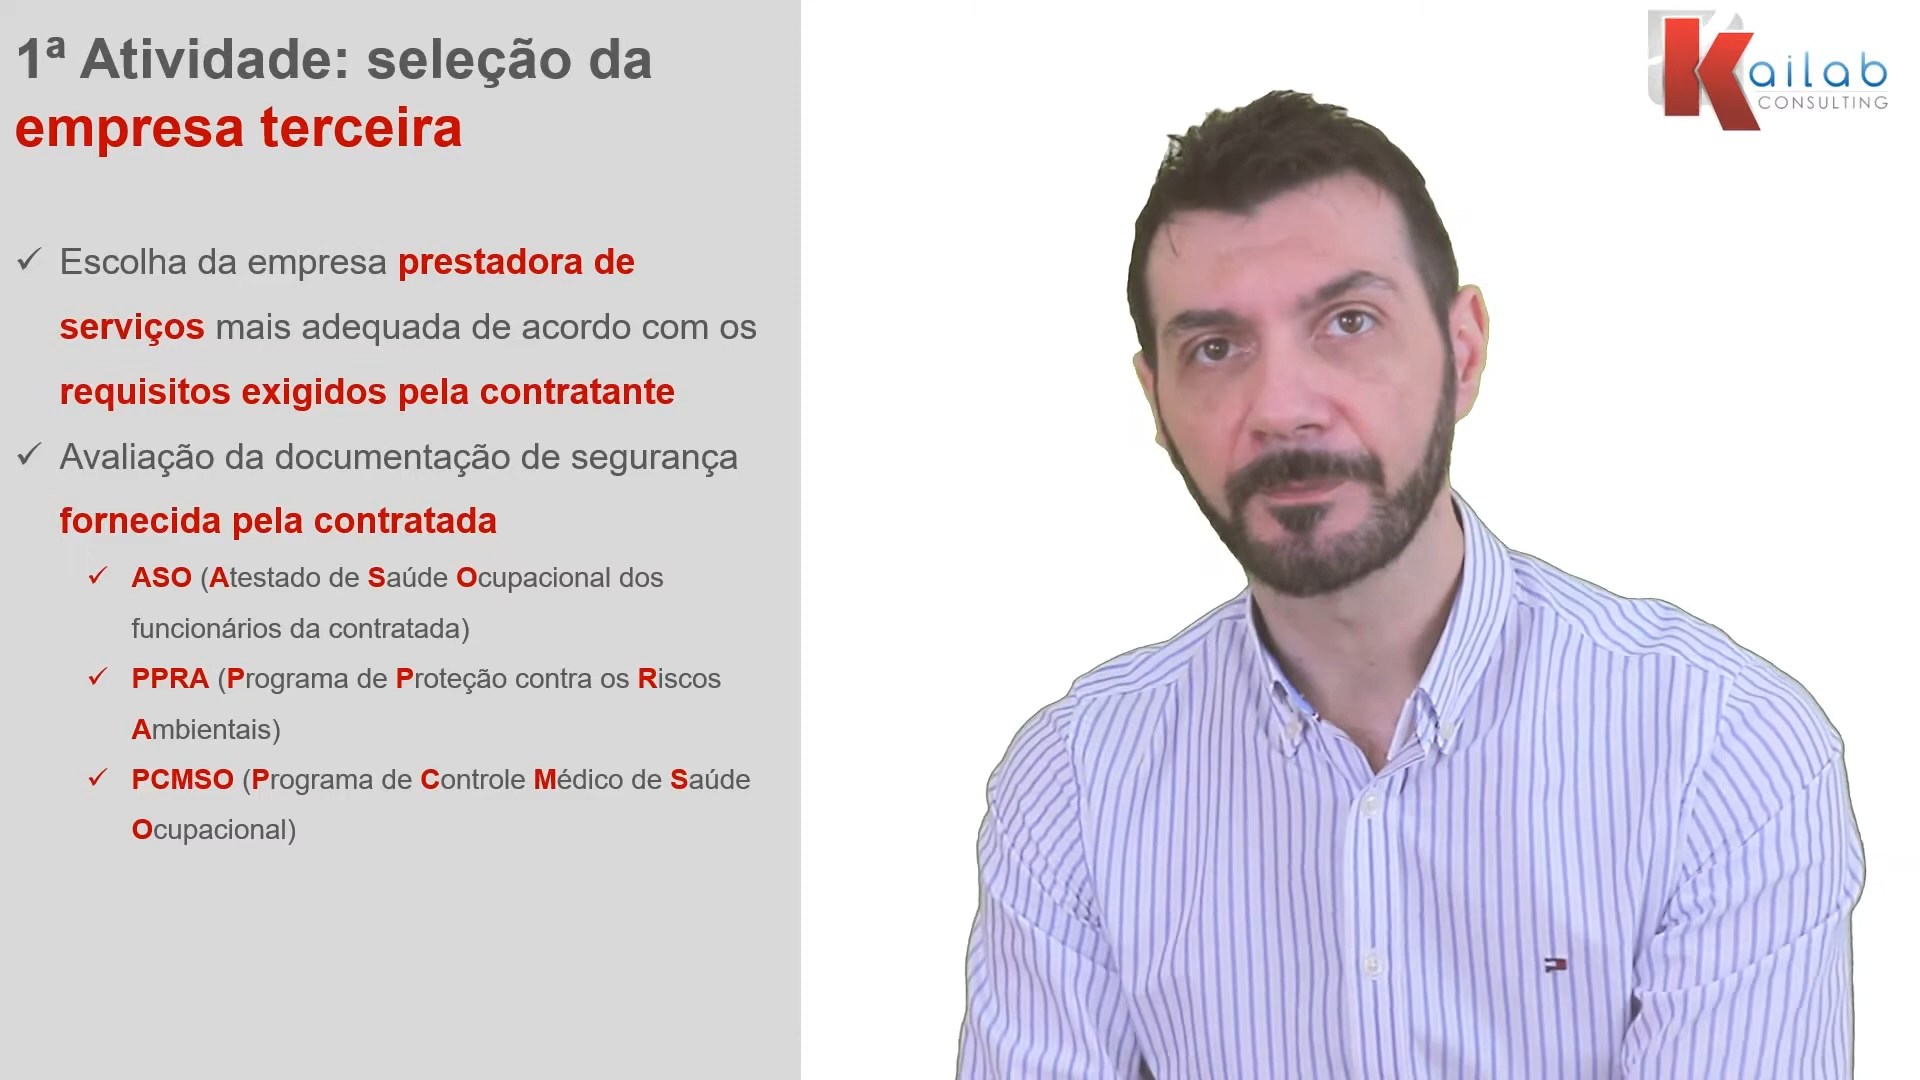 1ª Atividade: seleção da
empresa terceira
Escolha da empresa prestadora de
serviços mais adequada de acordo com os
requisitos exigidos pela contratante
Avaliação da documentação de segurança
fornecida pela contratada
ASO (Atestado de Saúde Ocupacional dos
funcionários da contratada)
PPRA (Programa de Proteção contra os Riscos
Ambientais)
PCMSO (Programa de Controle Médico de Saúde
Ocupacional)
Kailab
CONSULTING